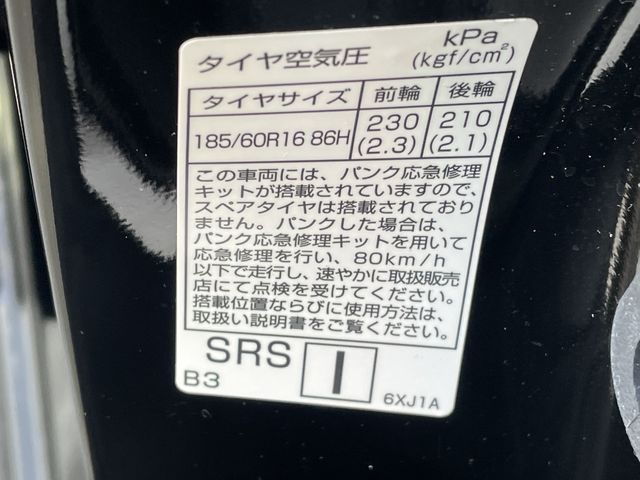 タイヤ空気圧 kPa
(kgf/cm²)
タイヤサイズ 前輪 後輪
185/60R16 86H 230 210
(2.3) (2.1)
この車両には、パンク応急修理
キットが搭載されていますので、
スペアタイヤは搭載されており
ません。パンクした場合は、
パンク応急修理キットを用いて
応急修理を行い、80km/h
以下で走行し、速やかに取扱販売
店にて点検を受けてください。
搭載位置ならびに使用方法は、
取扱い説明書をご覧ください。
SRS I
B3 6XJ1A